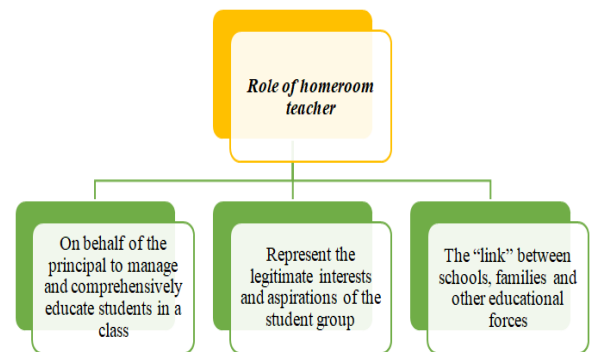 Role of homeroom
teacher
On behalf of the
principal to manage
and comprehensively
educate students in a
class
Represent the
legitimate interests
and aspirations of the
student group
The “link” between
schools, families and
other educational
forces